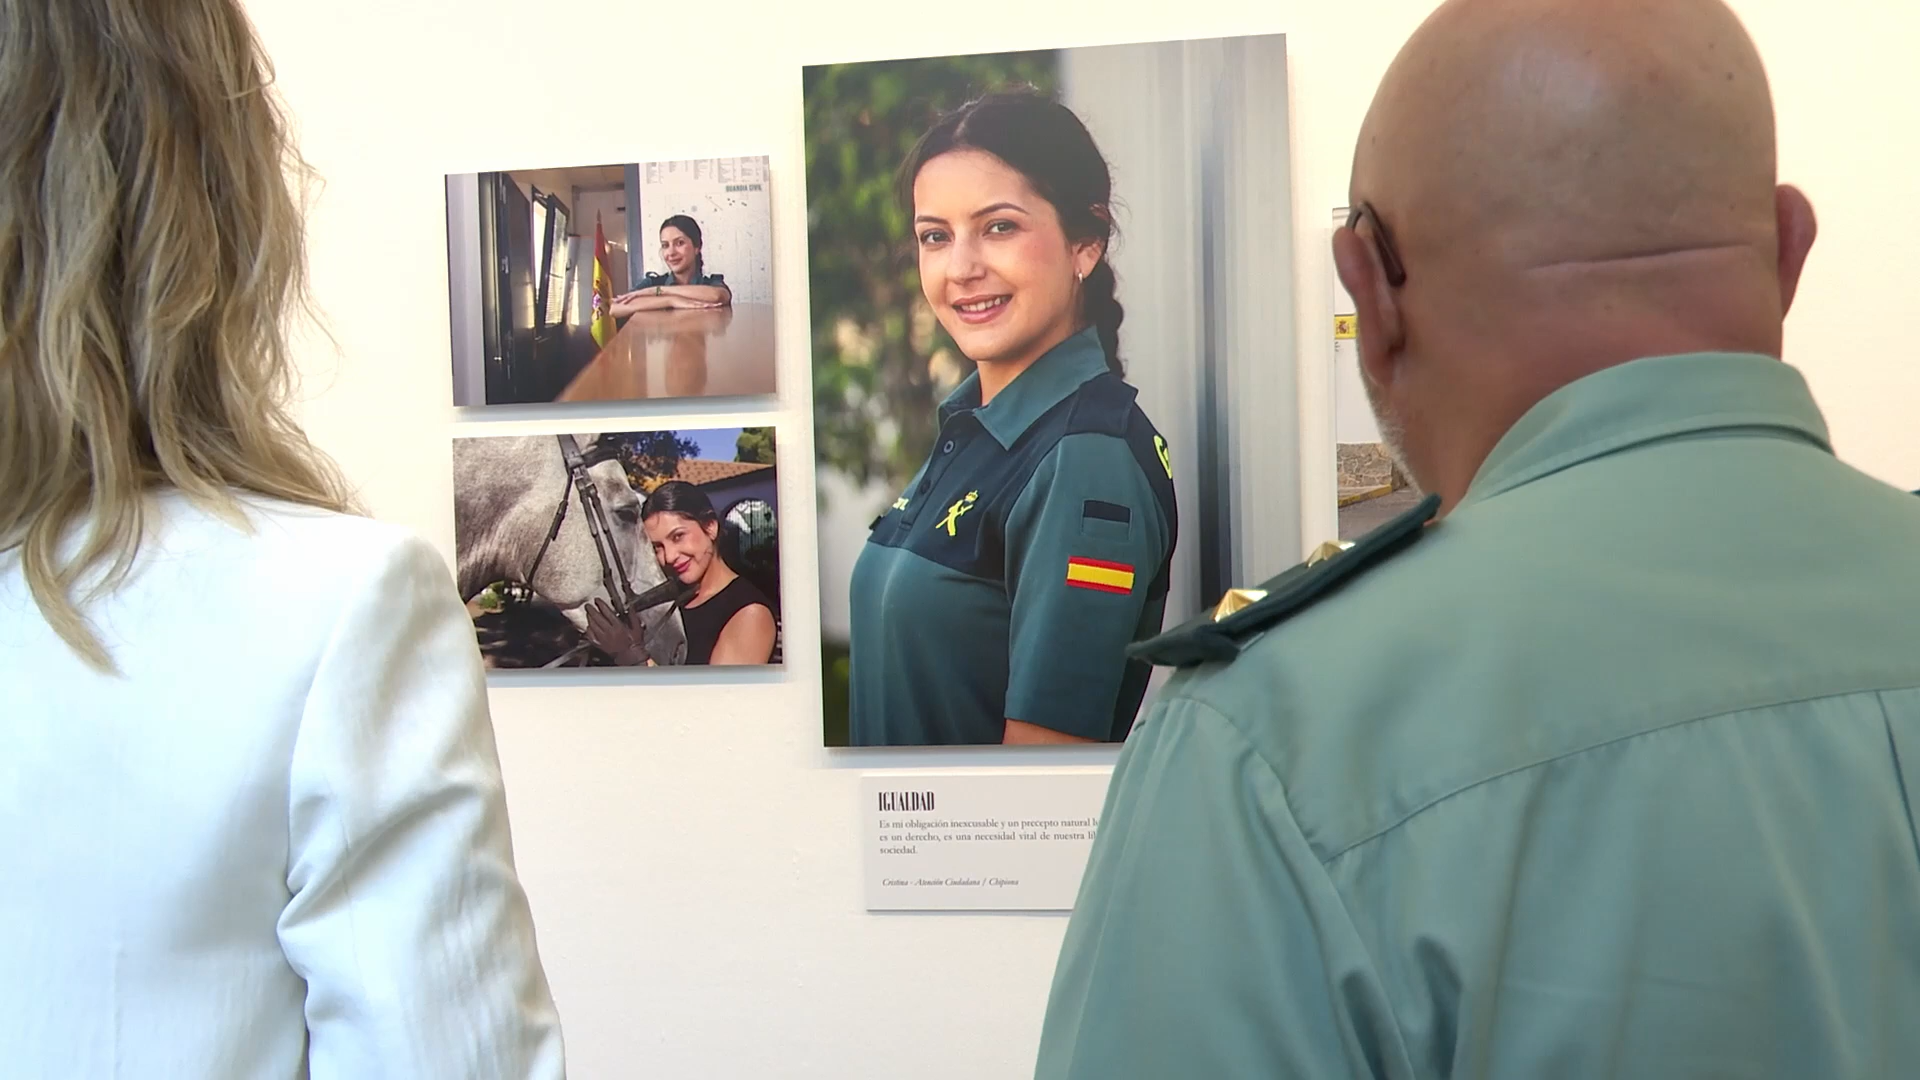 GUARDIA CIVIL
IGUALDAD
Es mi obligación inexcusable y un precepto natural
es un derecho, es una necesidad vital de nuestra
sociedad.
Cristina - Atención Ciudadana / Chipiona